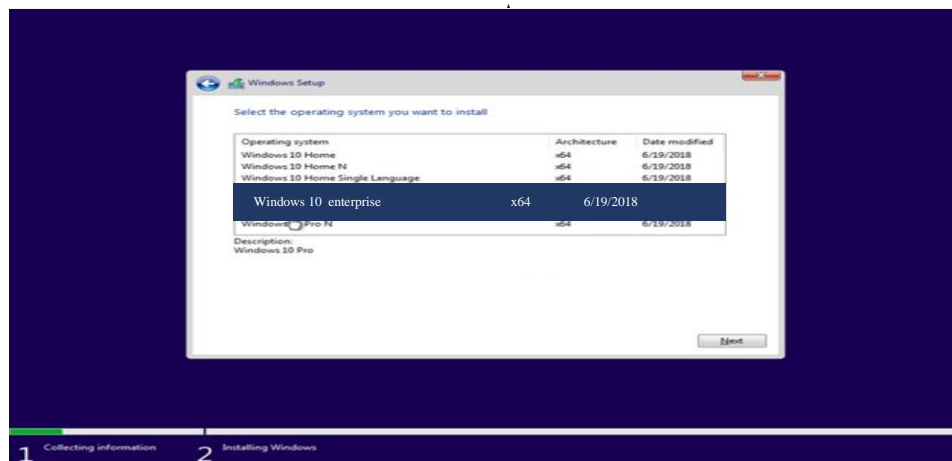 Windows Setup
Select the operating system you want to install
Operating system Architecture Date modified
Windows 10 Home x64 6/19/2018
Windows 10 Home N x64 6/19/2018
Windows 10 Home Single Language x64 6/19/2018
Windows 10 enterprise x64 6/19/2018
Windows Pro N x64 6/19/2018
Description:
Windows 10 Pro
Next
1 Collecting information 2 Installing Windows